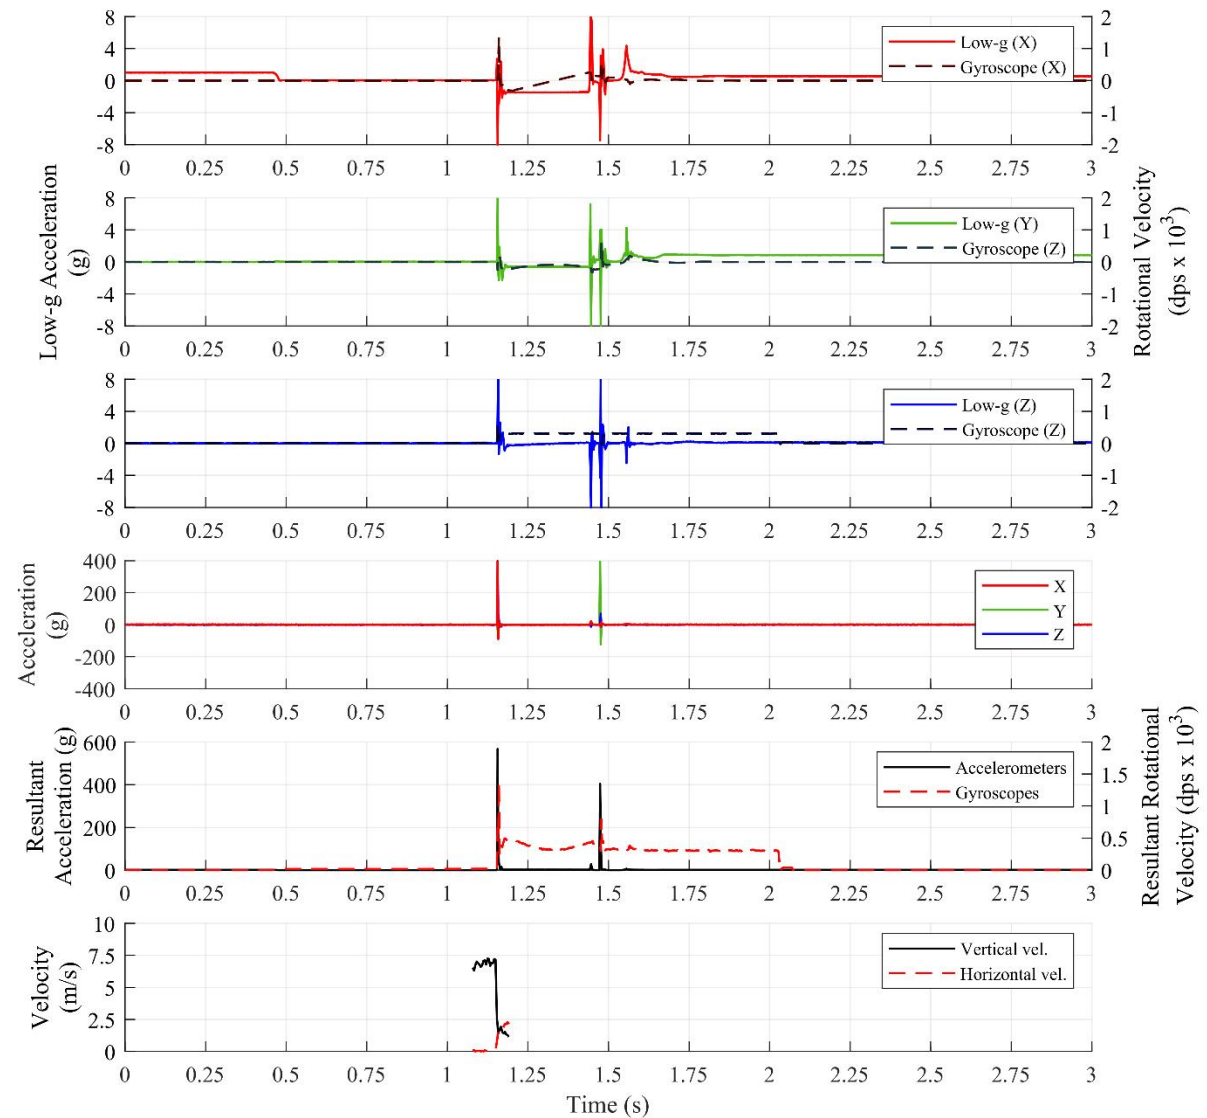 8
4
0
-4
-8
2
1
0
-1
-2
Low-g (X)
Gyroscope (X)
0 0.25 0.5 0.75 1 1.25 1.5 1.75 2 2.25 2.5 2.75 3
Low-g Acceleration
(g)
Rotational Velocity
(dps x 10³)
8
4
0
-4
-8
2
1
0
-1
-2
Low-g (Y)
Gyroscope (Z)
0 0.25 0.5 0.75 1 1.25 1.5 1.75 2 2.25 2.5 2.75 3
8
4
0
-4
-8
2
1
0
-1
-2
Low-g (Z)
Gyroscope (Z)
0 0.25 0.5 0.75 1 1.25 1.5 1.75 2 2.25 2.5 2.75 3
Acceleration
(g)
400
200
0
-200
-400
X
Y
Z
0 0.25 0.5 0.75 1 1.25 1.5 1.75 2 2.25 2.5 2.75 3
Resultant
Acceleration (g)
600
400
200
0
2
1.5
1
0.5
0
Resultant Rotational
Velocity (dps x 10³)
Accelerometers
Gyroscopes
0 0.25 0.5 0.75 1 1.25 1.5 1.75 2 2.25 2.5 2.75 3
Velocity
(m/s)
10
7.5
5
2.5
0
Vertical vel.
Horizontal vel.
0 0.25 0.5 0.75 1 1.25 1.5 1.75 2 2.25 2.5 2.75 3
Time (s)